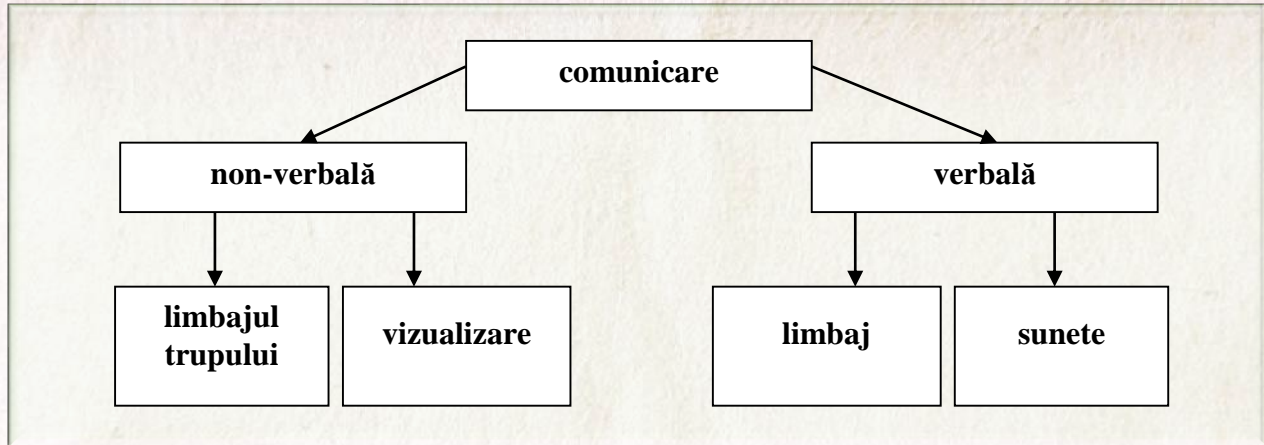 comunicare
non-verbală
verbală
limbajul
trupului
vizualizare
limbaj
sunete